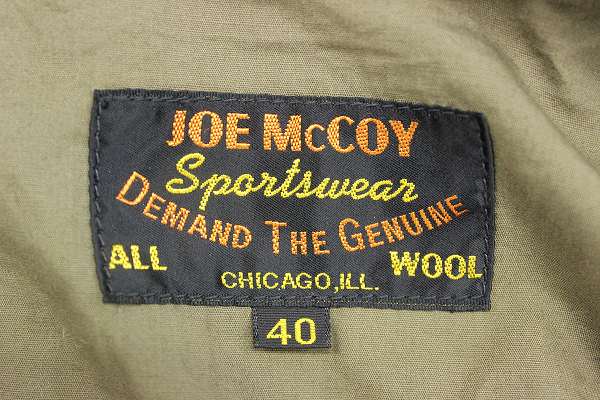 JOE McCOY
Sportswear
DEMAND THE GENUINE
ALL WOOL
CHICAGO, ILL.
40